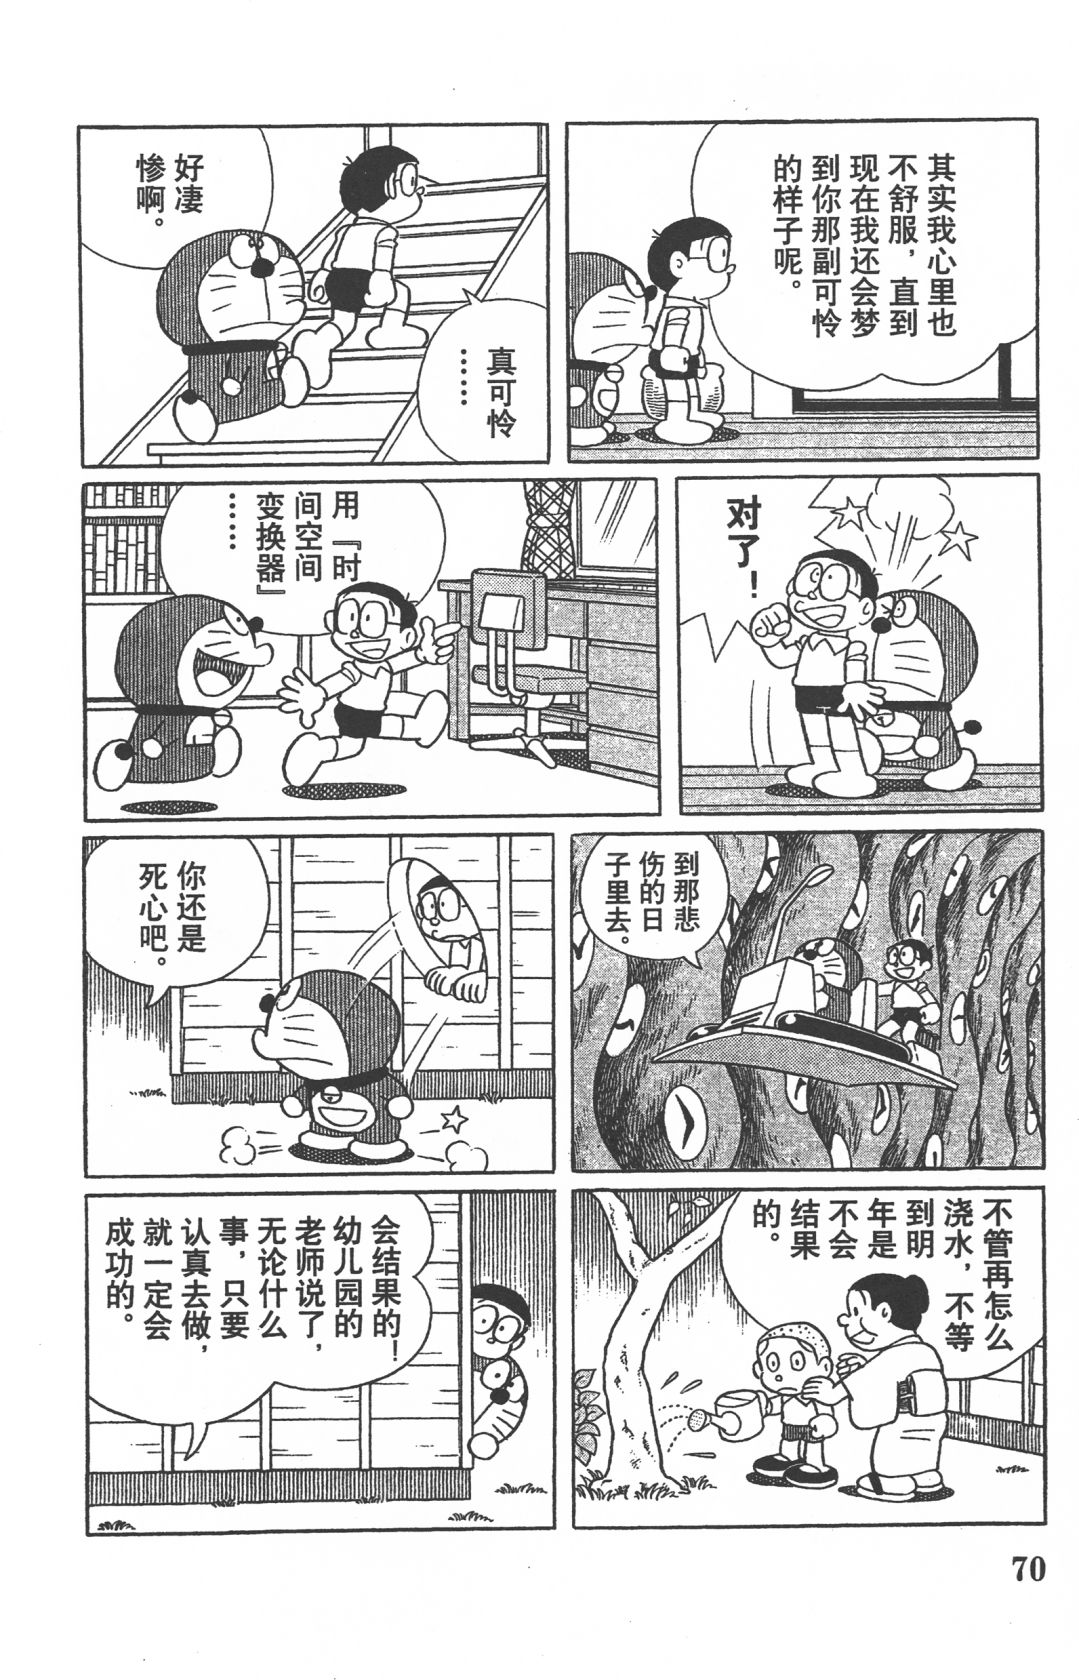 其实我心里也
不舒服，直到
现在我还会梦
到你那副可怜
的样子呢。
好凄
惨啊。
真可怜
……
对了！
用『时
间空间
变换器』
……
到那悲
伤的日
子里去。
你还是
死心吧。
不管再怎么
浇水，不等
到明
年是
不会
结果
的。
会结果的！
幼儿园的
老师说了，
无论什么
事，只要
认真去做，
就一定会
成功的。
70